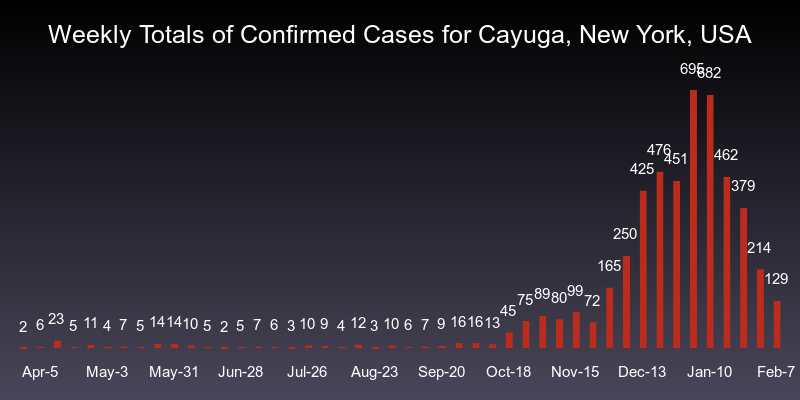 Weekly Totals of Confirmed Cases for Cayuga, New York, USA
2 6 23 5 11 4 7 5 14 14 10 5 2 5 7 6 3 10 9 4 12 3 10 6 7 9 16 16 13 45 75 89 80 99 72 165 250 425 476 451 695 682 462 379 214 129
Apr-5 May-3 May-31 Jun-28 Jul-26 Aug-23 Sep-20 Oct-18 Nov-15 Dec-13 Jan-10 Feb-7